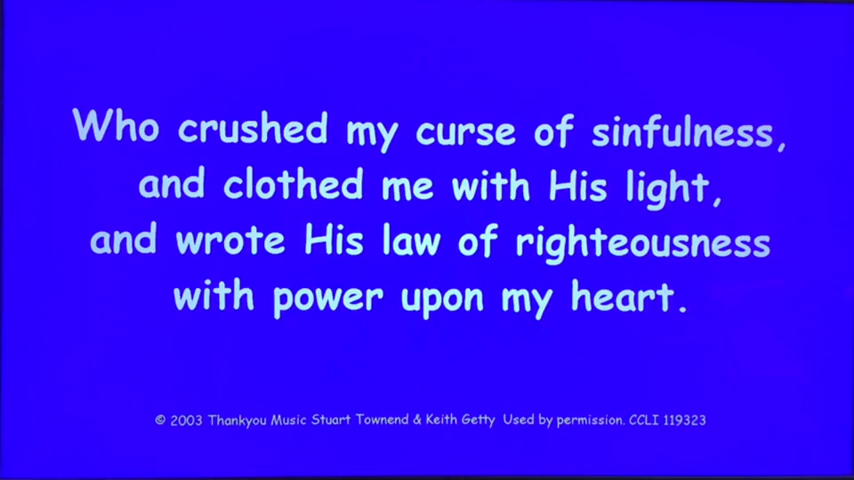 Who crushed my curse of sinfulness,
and clothed me with His light,
and wrote His law of righteousness
with power upon my heart.
© 2003 Thankyou Music Stuart Townend & Keith Getty Used by permission. CCLI 119323